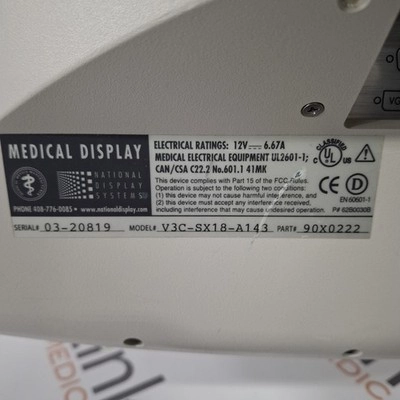 VG
MEDICAL DISPLAY
NATIONAL
DISPLAY
SYSTEMS
PHONE 408-776-0085 • www.nationaldisplay.com
ELECTRICAL RATINGS: 12V 6.67A
MEDICAL ELECTRICAL EQUIPMENT UL2601-1;
CAN/CSA C22.2 No.601.1 41MK
This device complies with Part 15 of the FCC Rules.
Operation is subject to the following two conditions:
(1) this device may not cause harmful interference, and
(2) this device must accept any interference
received, including interference that may
cause undesired operation.
CLASSIFIED
C UL US
FC CE D
EN 60601-1
P# 62B0030B
SERIAL# 03-20819 MODEL# V3C-SX18-A143 PART# 90X0222
MEDIC